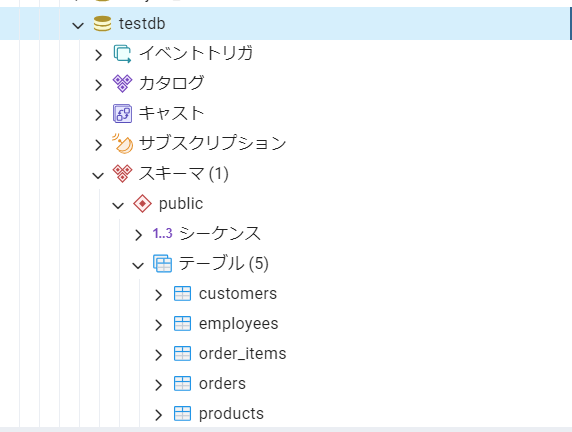 testdb
イベントトリガ
カタログ
キャスト
サブスクリプション
スキーマ (1)
public
1..3 シーケンス
テーブル (5)
customers
employees
order_items
orders
products